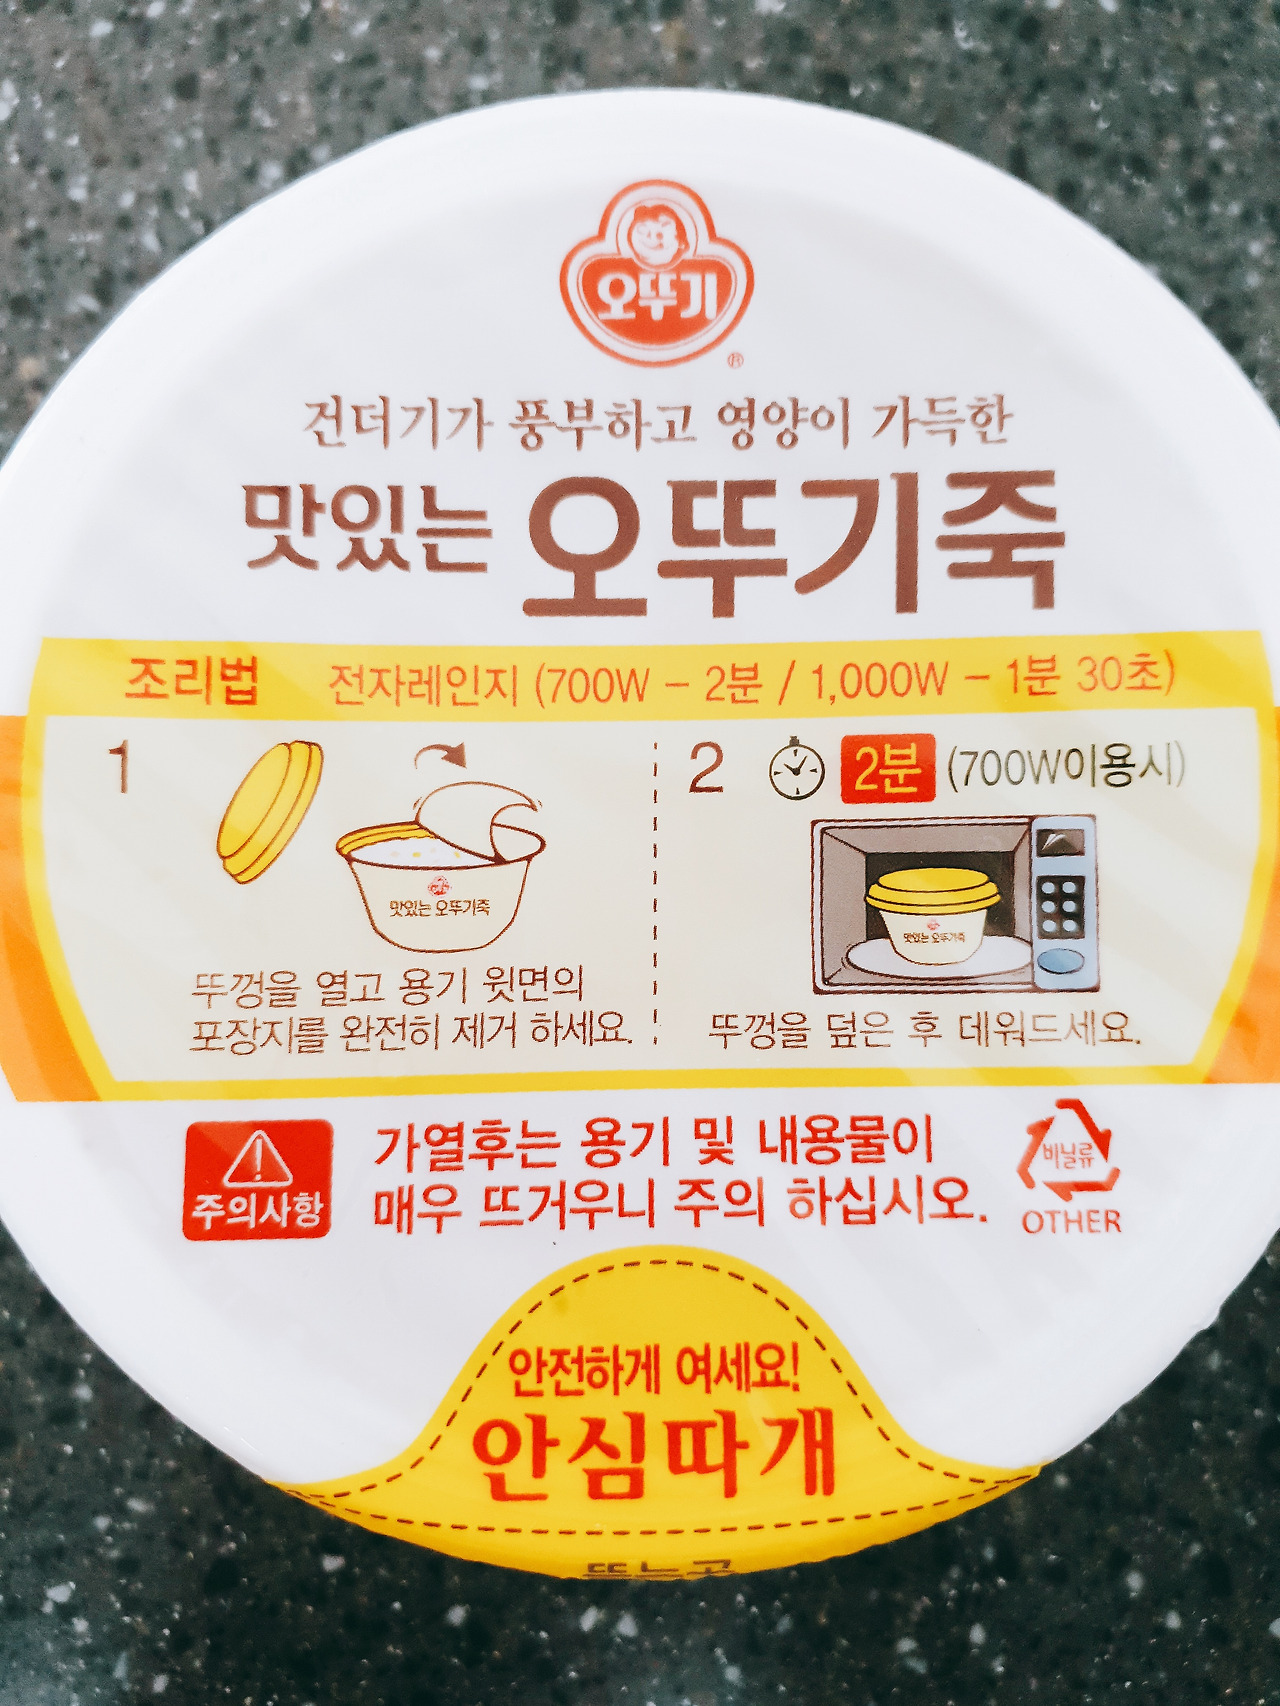 오뚜기
®
건더기가 풍부하고 영양이 가득한
맛있는 오뚜기죽
조리법 전자레인지 (700W - 2분 / 1,000W - 1분 30초)
1
맛있는 오뚜기죽
뚜껑을 열고 용기 윗면의
포장지를 완전히 제거 하세요.
2 2분 (700W이용시)
맛있는 오뚜기죽
뚜껑을 덮은 후 데워드세요.
주의사항
가열후는 용기 및 내용물이
매우 뜨거우니 주의 하십시오.
비닐류
OTHER
안전하게 여세요!
안심따개
뜯는곳